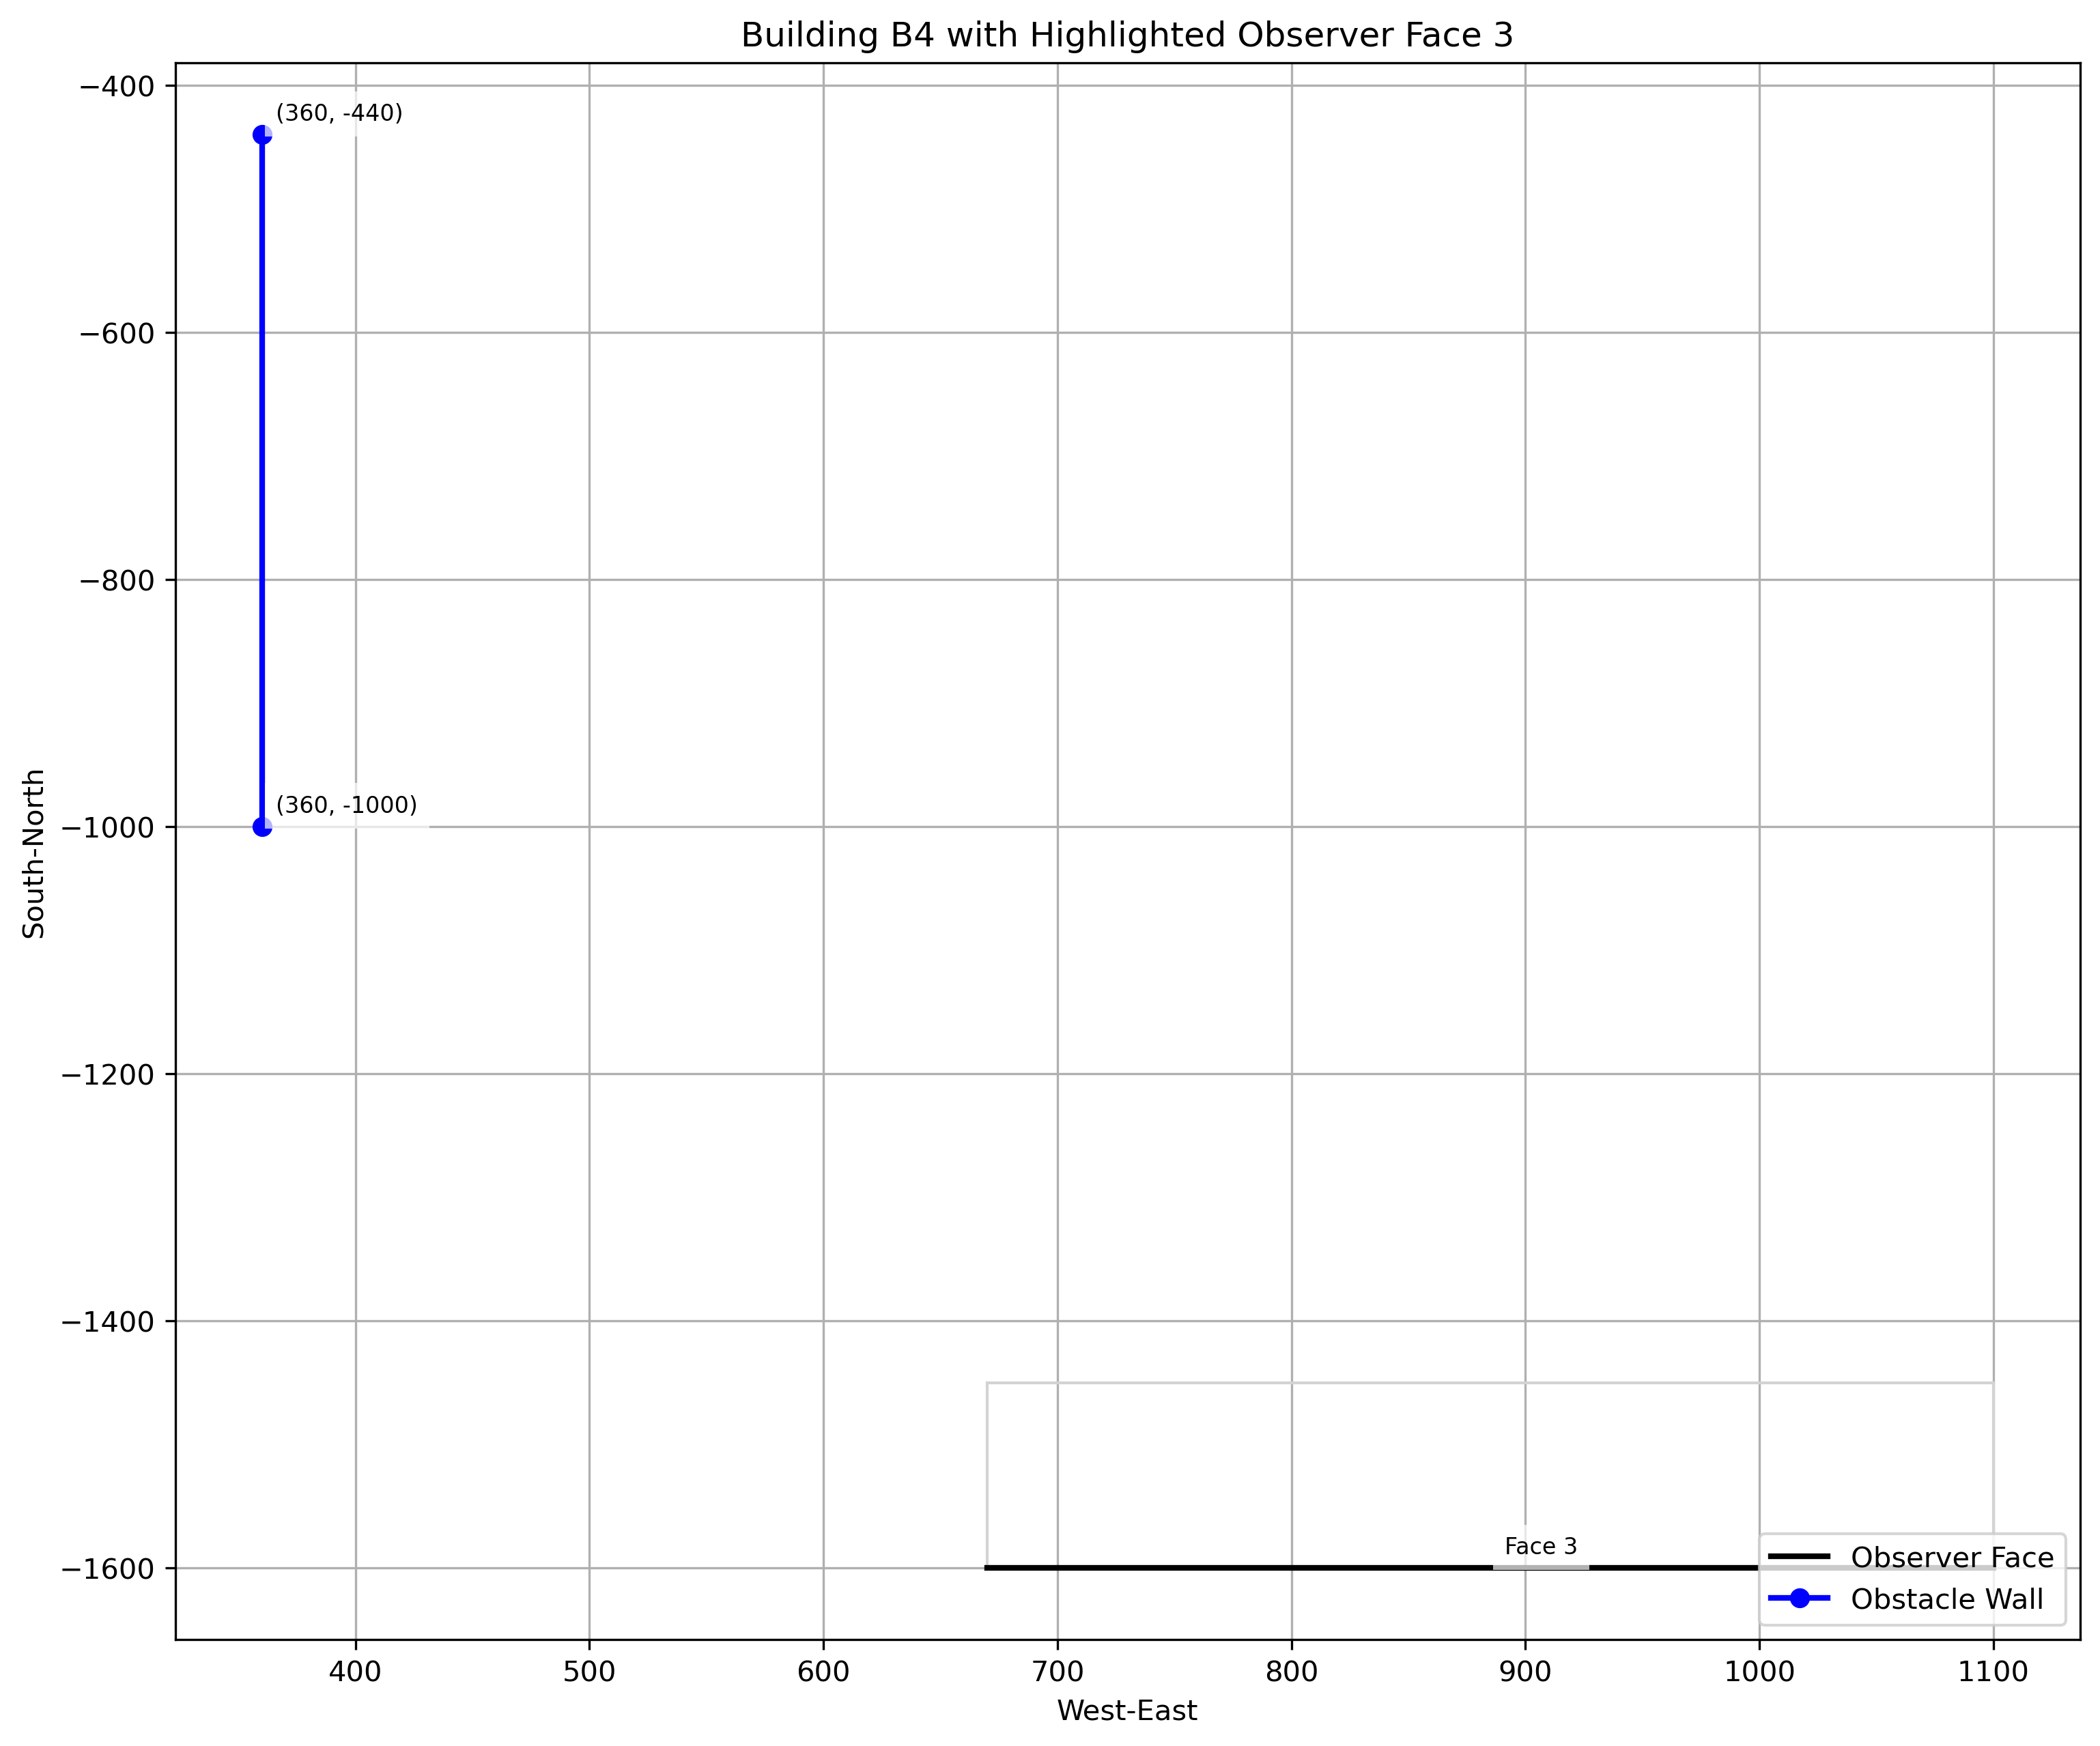 Building B4 with Highlighted Observer Face 3
−400
(360, -440)
−600
−800
(360, -1000)
−1000
South-North
−1200
−1400
Face 3
−1600
Observer Face
Obstacle Wall
400
500
600
700
800
900
1000
1100
West-East